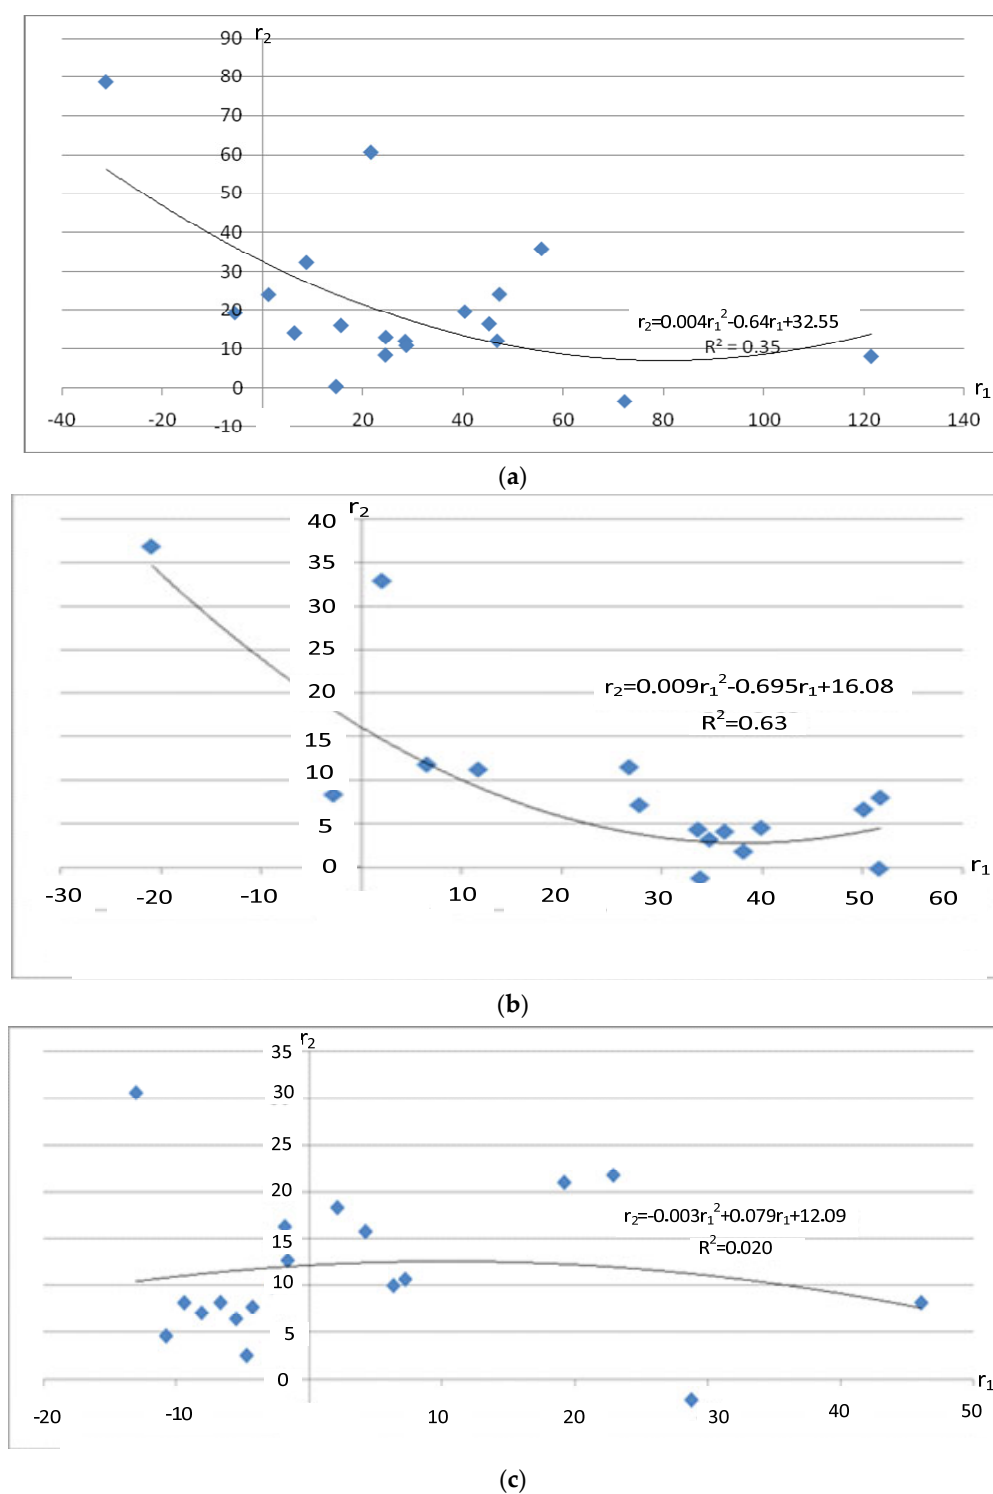 r₂
90
80
70
60
50
40
30
20
r₂=0.004r₁²-0.64r₁+32.55
R² = 0.35
10
0
r₁
-40 -20 20 40 60 80 100 120 140
-10
(a)
r₂
40
35
30
25
20
r₂=0.009r₁²-0.695r₁+16.08
R²=0.63
15
10
5
0
r₁
-30 -20 -10 10 20 30 40 50 60
(b)
r₂
35
30
25
20
r₂=-0.003r₁²+0.079r₁+12.09
15
R²=0.020
10
5
0
r₁
-20 -10 10 20 30 40 50
(c)